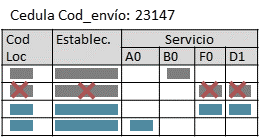 Cedula Cod_envío: 23147
Cod Loc Establec. Servicio
A0 B0 F0 D1